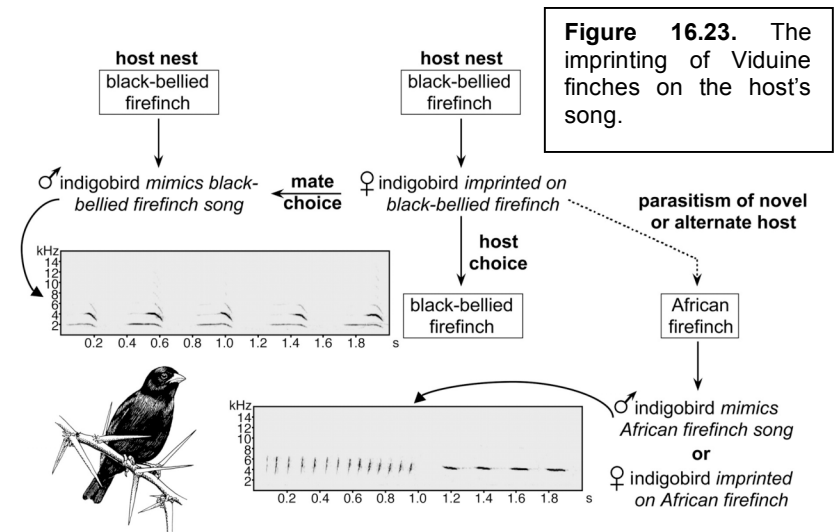 Figure 16.23. The
imprinting of Viduine
finches on the host's
song.
host nest
black-bellied
firefinch
host nest
black-bellied
firefinch
♂ indigobird mimics black-
bellied firefinch song
mate
choice
♀ indigobird imprinted on
black-bellied firefinch
parasitism of novel
or alternate host
host
choice
black-bellied
firefinch
African
firefinch
kHz
14
12
10
8
6
4
2
0.2 0.4 0.6 0.8 1.0 1.2 1.4 1.6 1.8 s
♂ indigobird mimics
African firefinch song
or
♀ indigobird imprinted
on African firefinch
kHz
14
12
10
8
6
4
2
0.2 0.4 0.6 0.8 1.0 1.2 1.4 1.6 1.8 s